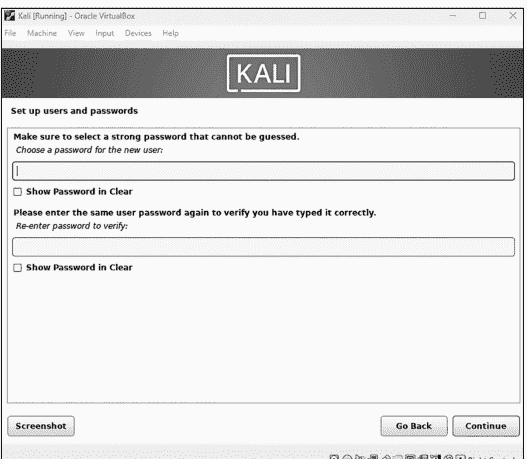 Kali [Running] - Oracle VirtualBox
File Machine View Input Devices Help
KALI
Set up users and passwords
Make sure to select a strong password that cannot be guessed.
Choose a password for the new user:
Show Password in Clear
Please enter the same user password again to verify you have typed it correctly.
Re-enter password to verify:
Show Password in Clear
Screenshot Go Back Continue